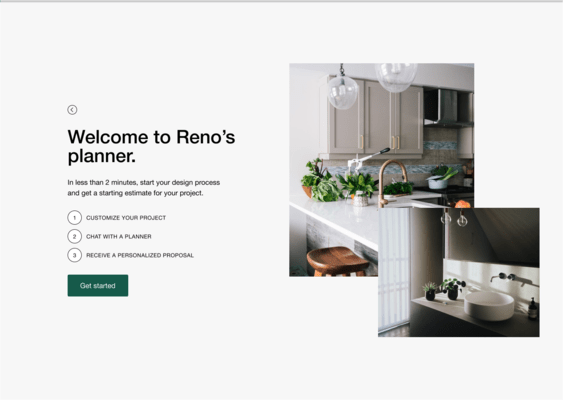 Welcome to Reno’s
planner.
In less than 2 minutes, start your design process
and get a starting estimate for your project.
1 CUSTOMIZE YOUR PROJECT
2 CHAT WITH A PLANNER
3 RECEIVE A PERSONALIZED PROPOSAL
Get started